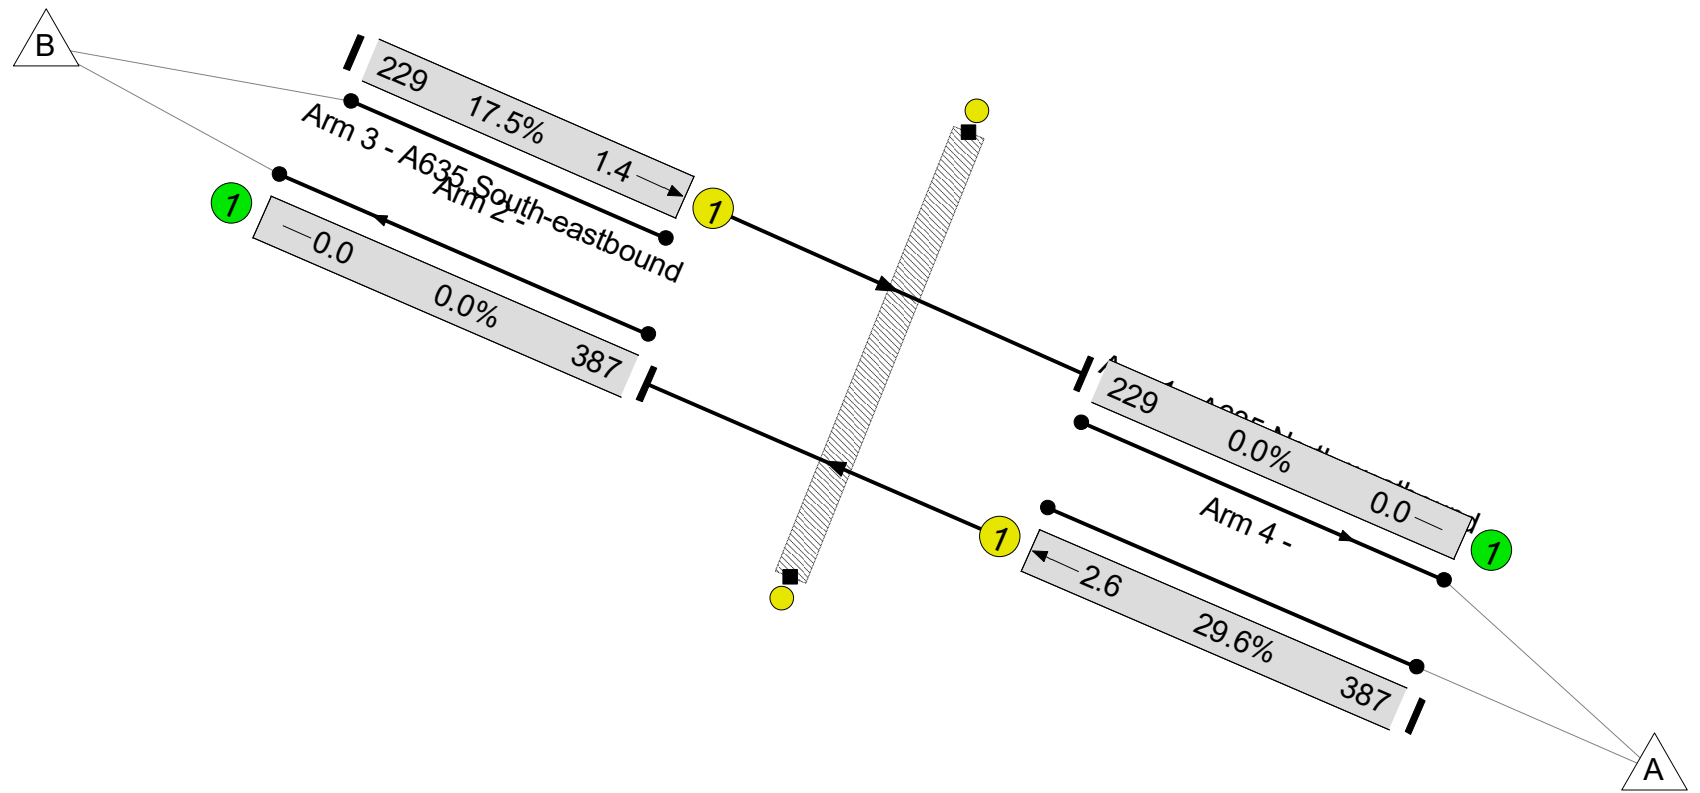 B
229 17.5% 1.4
1
Arm 3 - A635 South-eastbound
Arm 2 -
1
0.0 0.0% 387
229 0.0% 0.0
1
Arm 4 -
1
2.6 29.6% 387
A